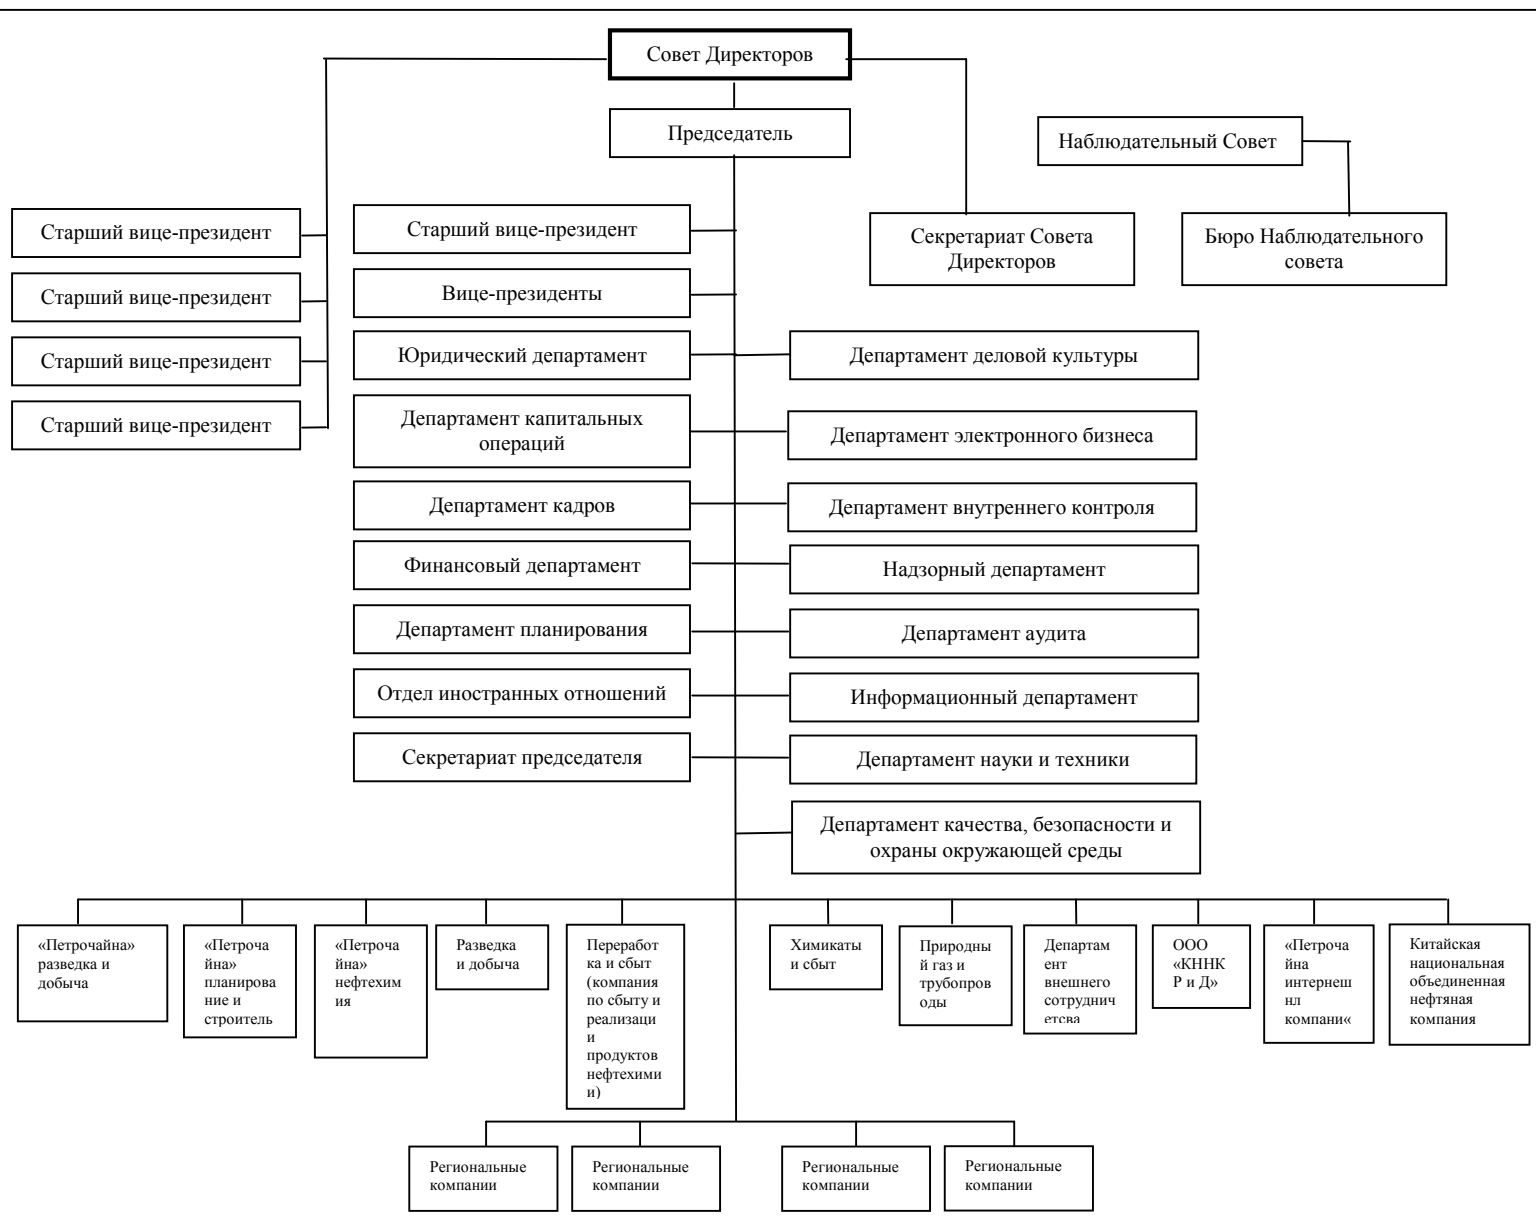 Совет Директоров
Председатель
Наблюдательный Совет
Старший вице-президент
Старший вице-президент
Секретариат Совета
Директоров
Бюро Наблюдательного
совета
Старший вице-президент
Вице-президенты
Старший вице-президент
Юридический департамент
Департамент деловой культуры
Старший вице-президент
Департамент капитальных
операций
Департамент электронного бизнеса
Департамент кадров
Департамент внутреннего контроля
Финансовый департамент
Надзорный департамент
Департамент планирования
Департамент аудита
Отдел иностранных отношений
Информационный департамент
Секретариат председателя
Департамент науки и техники
Департамент качества, безопасности и
охраны окружающей среды
«Петрочайна»
разведка и
добыча
«Петроча
йна»
планирова
ние и
строитель
«Петроча
йна»
нефтехим
ия
Разведка
и добыча
Переработ
ка и сбыт
(компания
по сбыту и
реализаци
и
продуктов
нефтехими
и)
Химикаты
и сбыт
Природны
й газ и
трубопров
оды
Департам
ент
внешнего
сотруднич
етсва
ООО
«КННК
Р и Д»
«Петроча
йна
интернеш
нл
компани«
Китайская
национальная
объединенная
нефтяная
компания
Региональные
компании
Региональные
компании
Региональные
компании
Региональные
компании